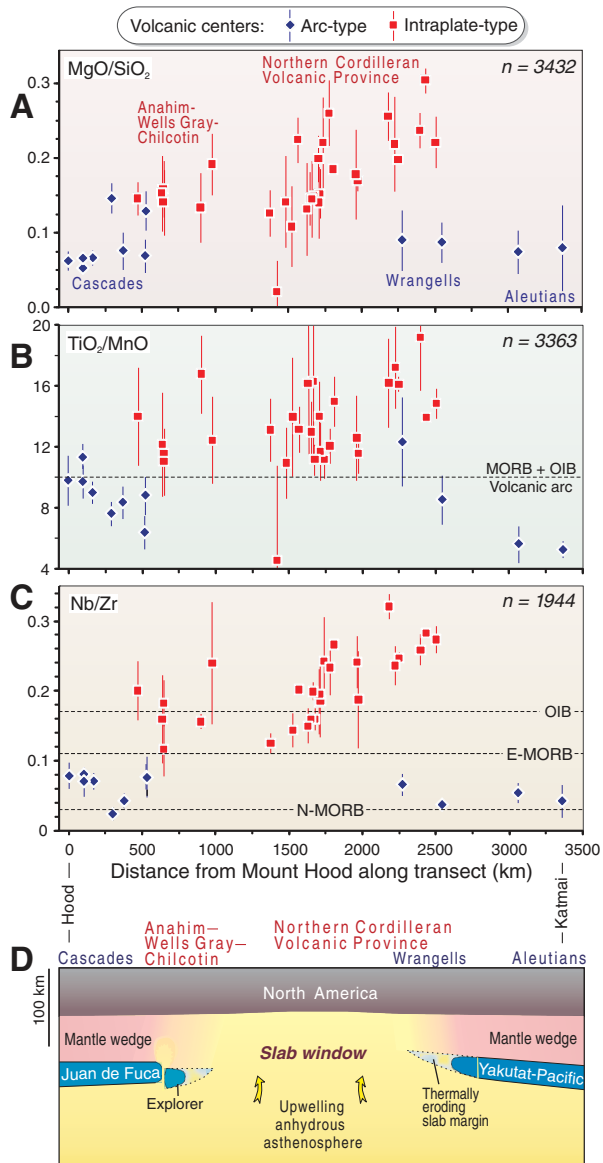 Volcanic centers: Arc-type Intraplate-type
A
MgO/SiO2
n = 3432
Northern Cordilleran
Volcanic Province
Anahim-
Wells Gray-
Chilcotin
0.3
0.2
0.1
0.0
Cascades
Wrangells
Aleutians
B
TiO2/MnO
n = 3363
20
16
12
8
4
MORB + OIB
Volcanic arc
C
Nb/Zr
n = 1944
0.3
0.2
0.1
0
OIB
E-MORB
N-MORB
0 500 1000 1500 2000 2500 3000 3500
Distance from Mount Hood along transect (km)
Hood
Katmai
D
Cascades
Anahim—
Wells Gray—
Chilcotin
Northern Cordilleran
Volcanic Province
Wrangells
Aleutians
100 km
North America
Mantle wedge
Slab window
Mantle wedge
Juan de Fuca
Explorer
Yakutat-Pacific
Upwelling
anhydrous
asthenosphere
Thermally
eroding
slab margin